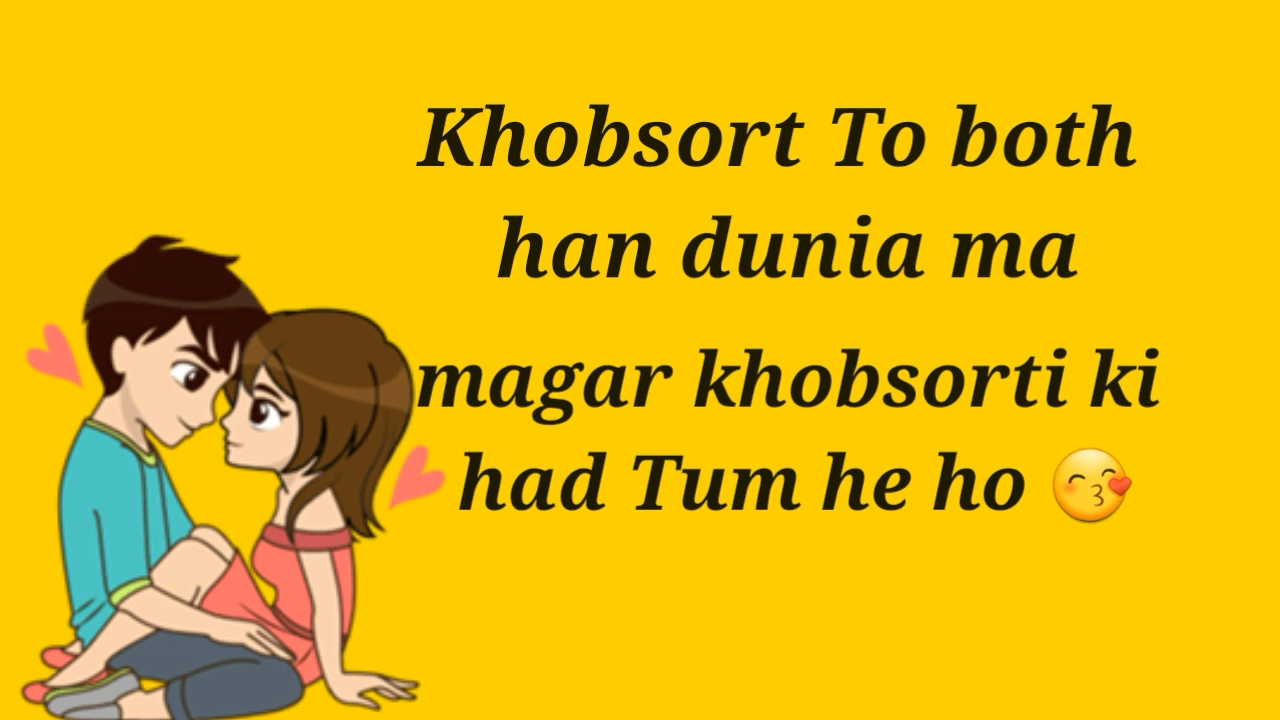 Khobsort To both
han dunia ma
magar khobsorti ki
had Tum he ho 😙